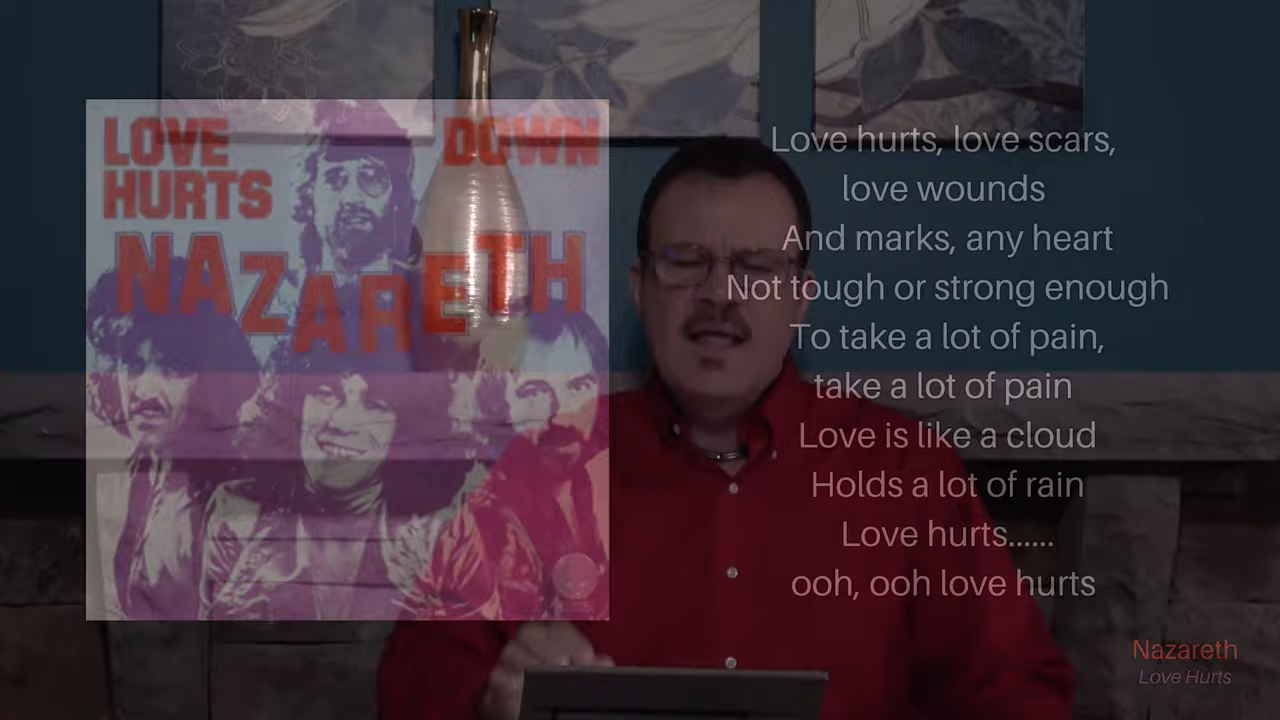 LOVE
HURTS
DOWN
NAZARETH
Love hurts, love scars,
love wounds
And marks, any heart
Not tough or strong enough
To take a lot of pain,
take a lot of pain
Love is like a cloud
Holds a lot of rain
Love hurts......
ooh, ooh love hurts
Nazareth
Love Hurts